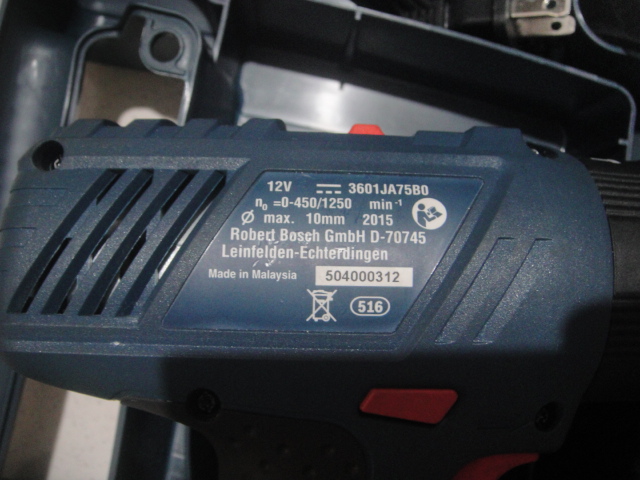 12V 3601JA75B0
n₀ =0-450/1250 min⁻¹
Ø max. 10mm 2015
Robert Bosch GmbH D-70745
Leinfelden-Echterdingen
Made in Malaysia 504000312
516